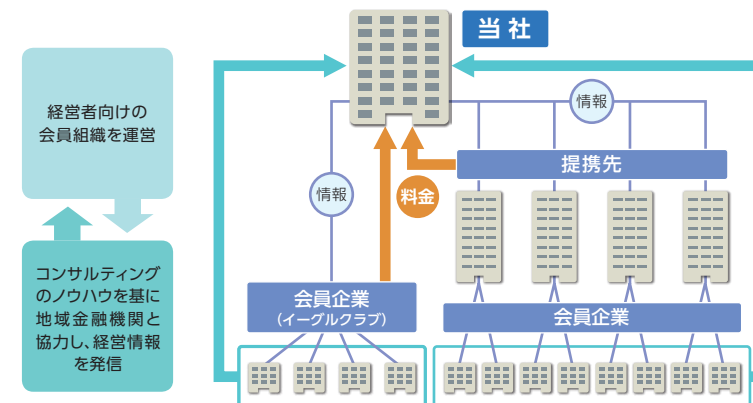 当社
経営者向けの
会員組織を運営
コンサルティング
のノウハウを基に
地域金融機関と
協力し、経営情報
を発信
情報
提携先
情報
料金
会員企業
(イーグルクラブ)
会員企業